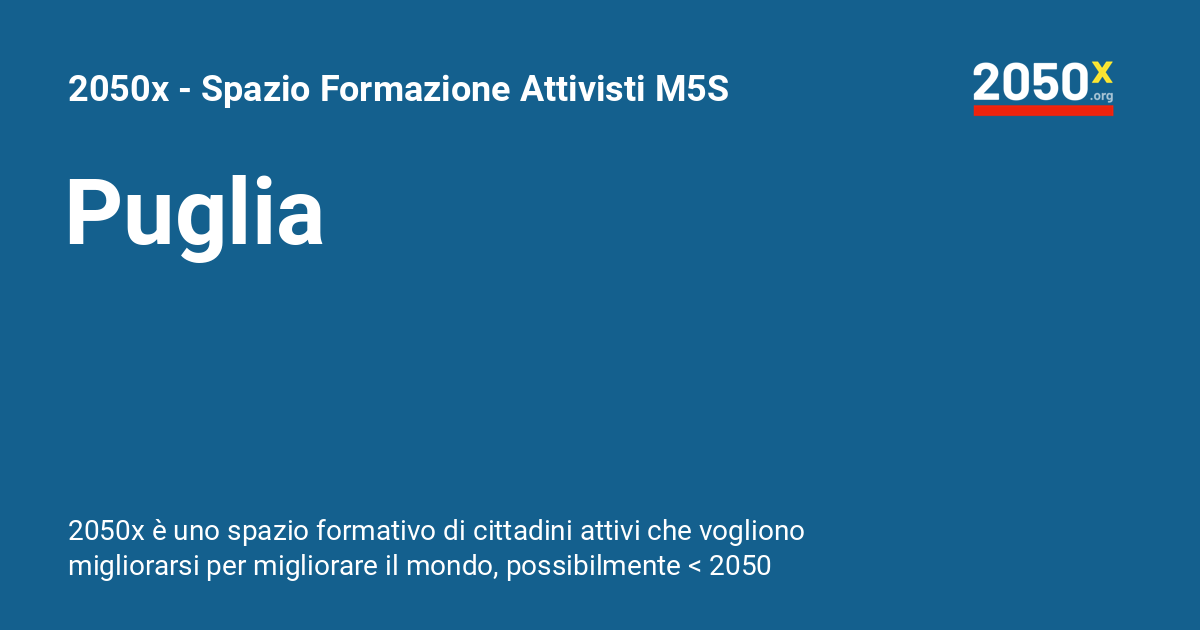 2050x - Spazio Formazione Attivisti M5S
2050x
.org
Puglia
2050x è uno spazio formativo di cittadini attivi che vogliono
migliorarsi per migliorare il mondo, possibilmente < 2050